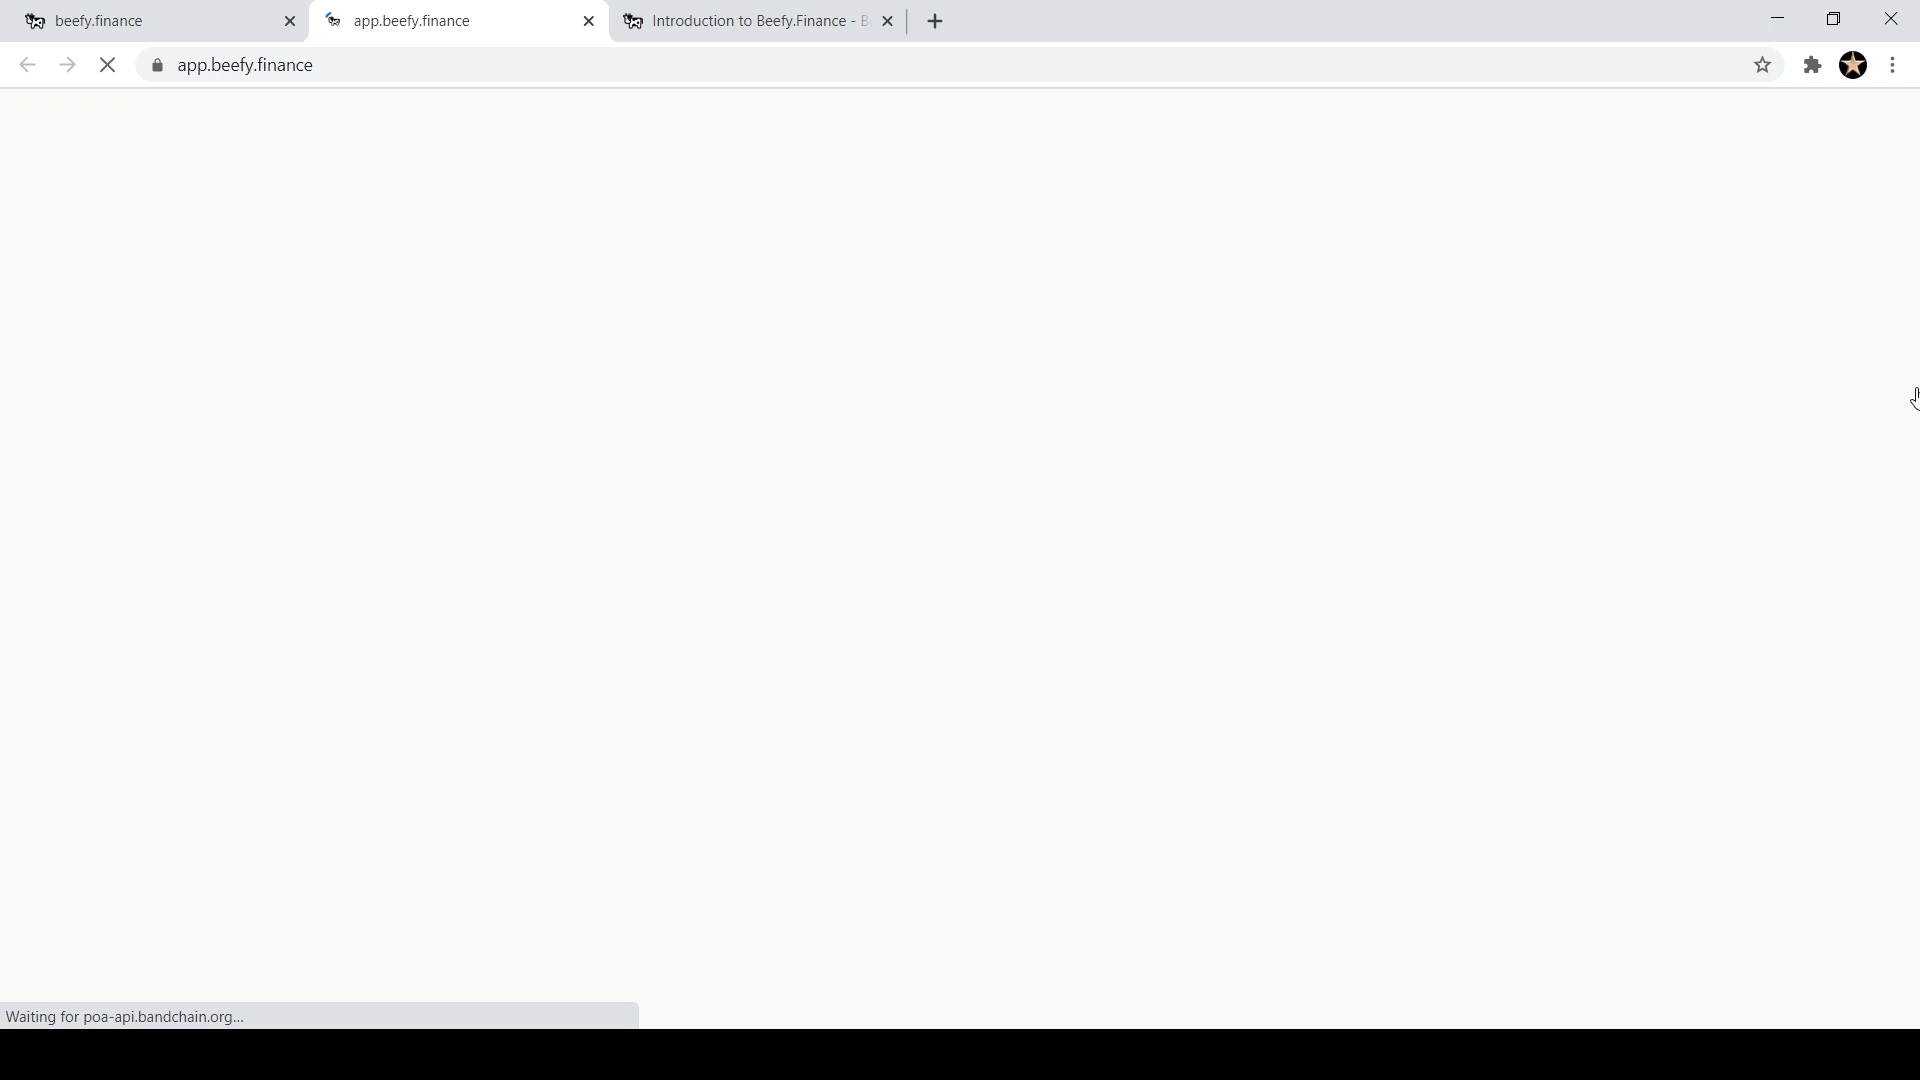 beefy.finance
app.beefy.finance
Introduction to Beefy.Finance - B
app.beefy.finance
Waiting for poa-api.bandchain.org...